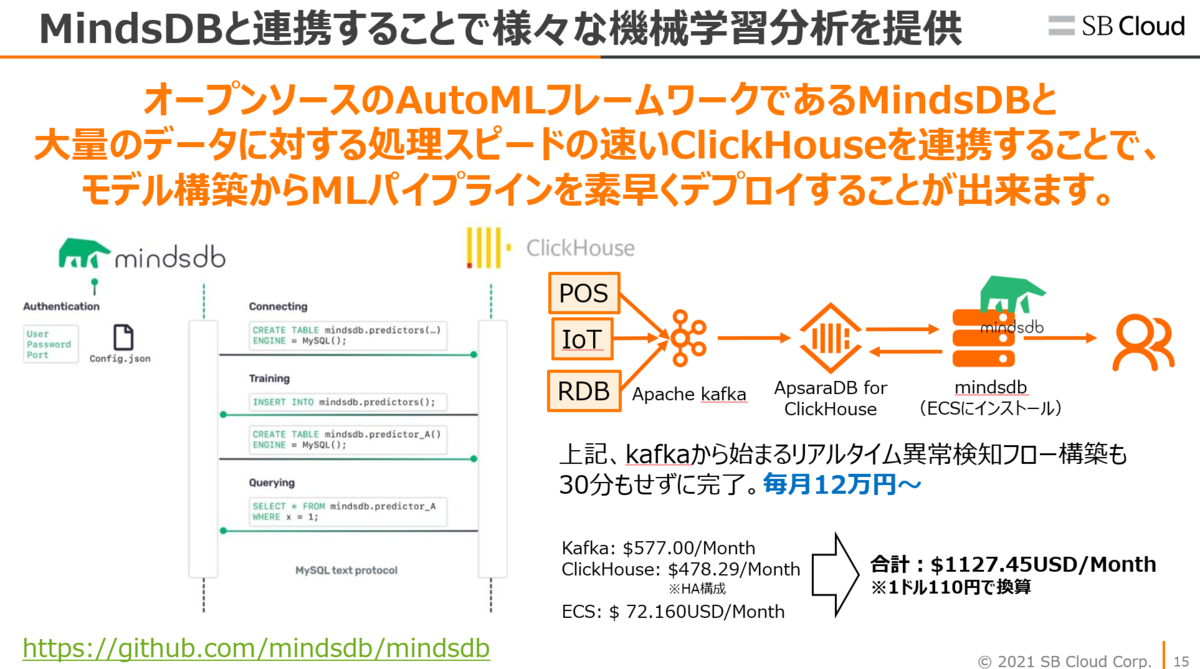 MindsDBと連携することで様々な機械学習分析を提供
SB Cloud
オープンソースのAutoMLフレームワークであるMindsDBと
大量のデータに対する処理スピードの速いClickHouseを連携することで、
モデル構築からMLパイプラインを素早くデプロイすることが出来ます。
mindsdb
ClickHouse
Authentication
User
Password
Port
Config.json
Connecting
CREATE TABLE mindsdb.predictors(…)
ENGINE = MySQL();
Training
INSERT INTO mindsdb.predictors();
CREATE TABLE mindsdb.predictor_A()
ENGINE = MySQL();
Querying
SELECT * FROM mindsdb.predictor_A
WHERE x = 1;
MySQL text protocol
POS
IoT
RDB
Apache kafka
ApsaraDB for
ClickHouse
mindsdb
mindsdb
（ECSにインストール）
上記、kafkaから始まるリアルタイム異常検知フロー構築も
30分もせずに完了。毎月12万円～
Kafka: $577.00/Month
ClickHouse: $478.29/Month
※HA構成
ECS: $ 72.160USD/Month
合計：$1127.45USD/Month
※1ドル110円で換算
https://github.com/mindsdb/mindsdb
© 2021 SB Cloud Corp.
15